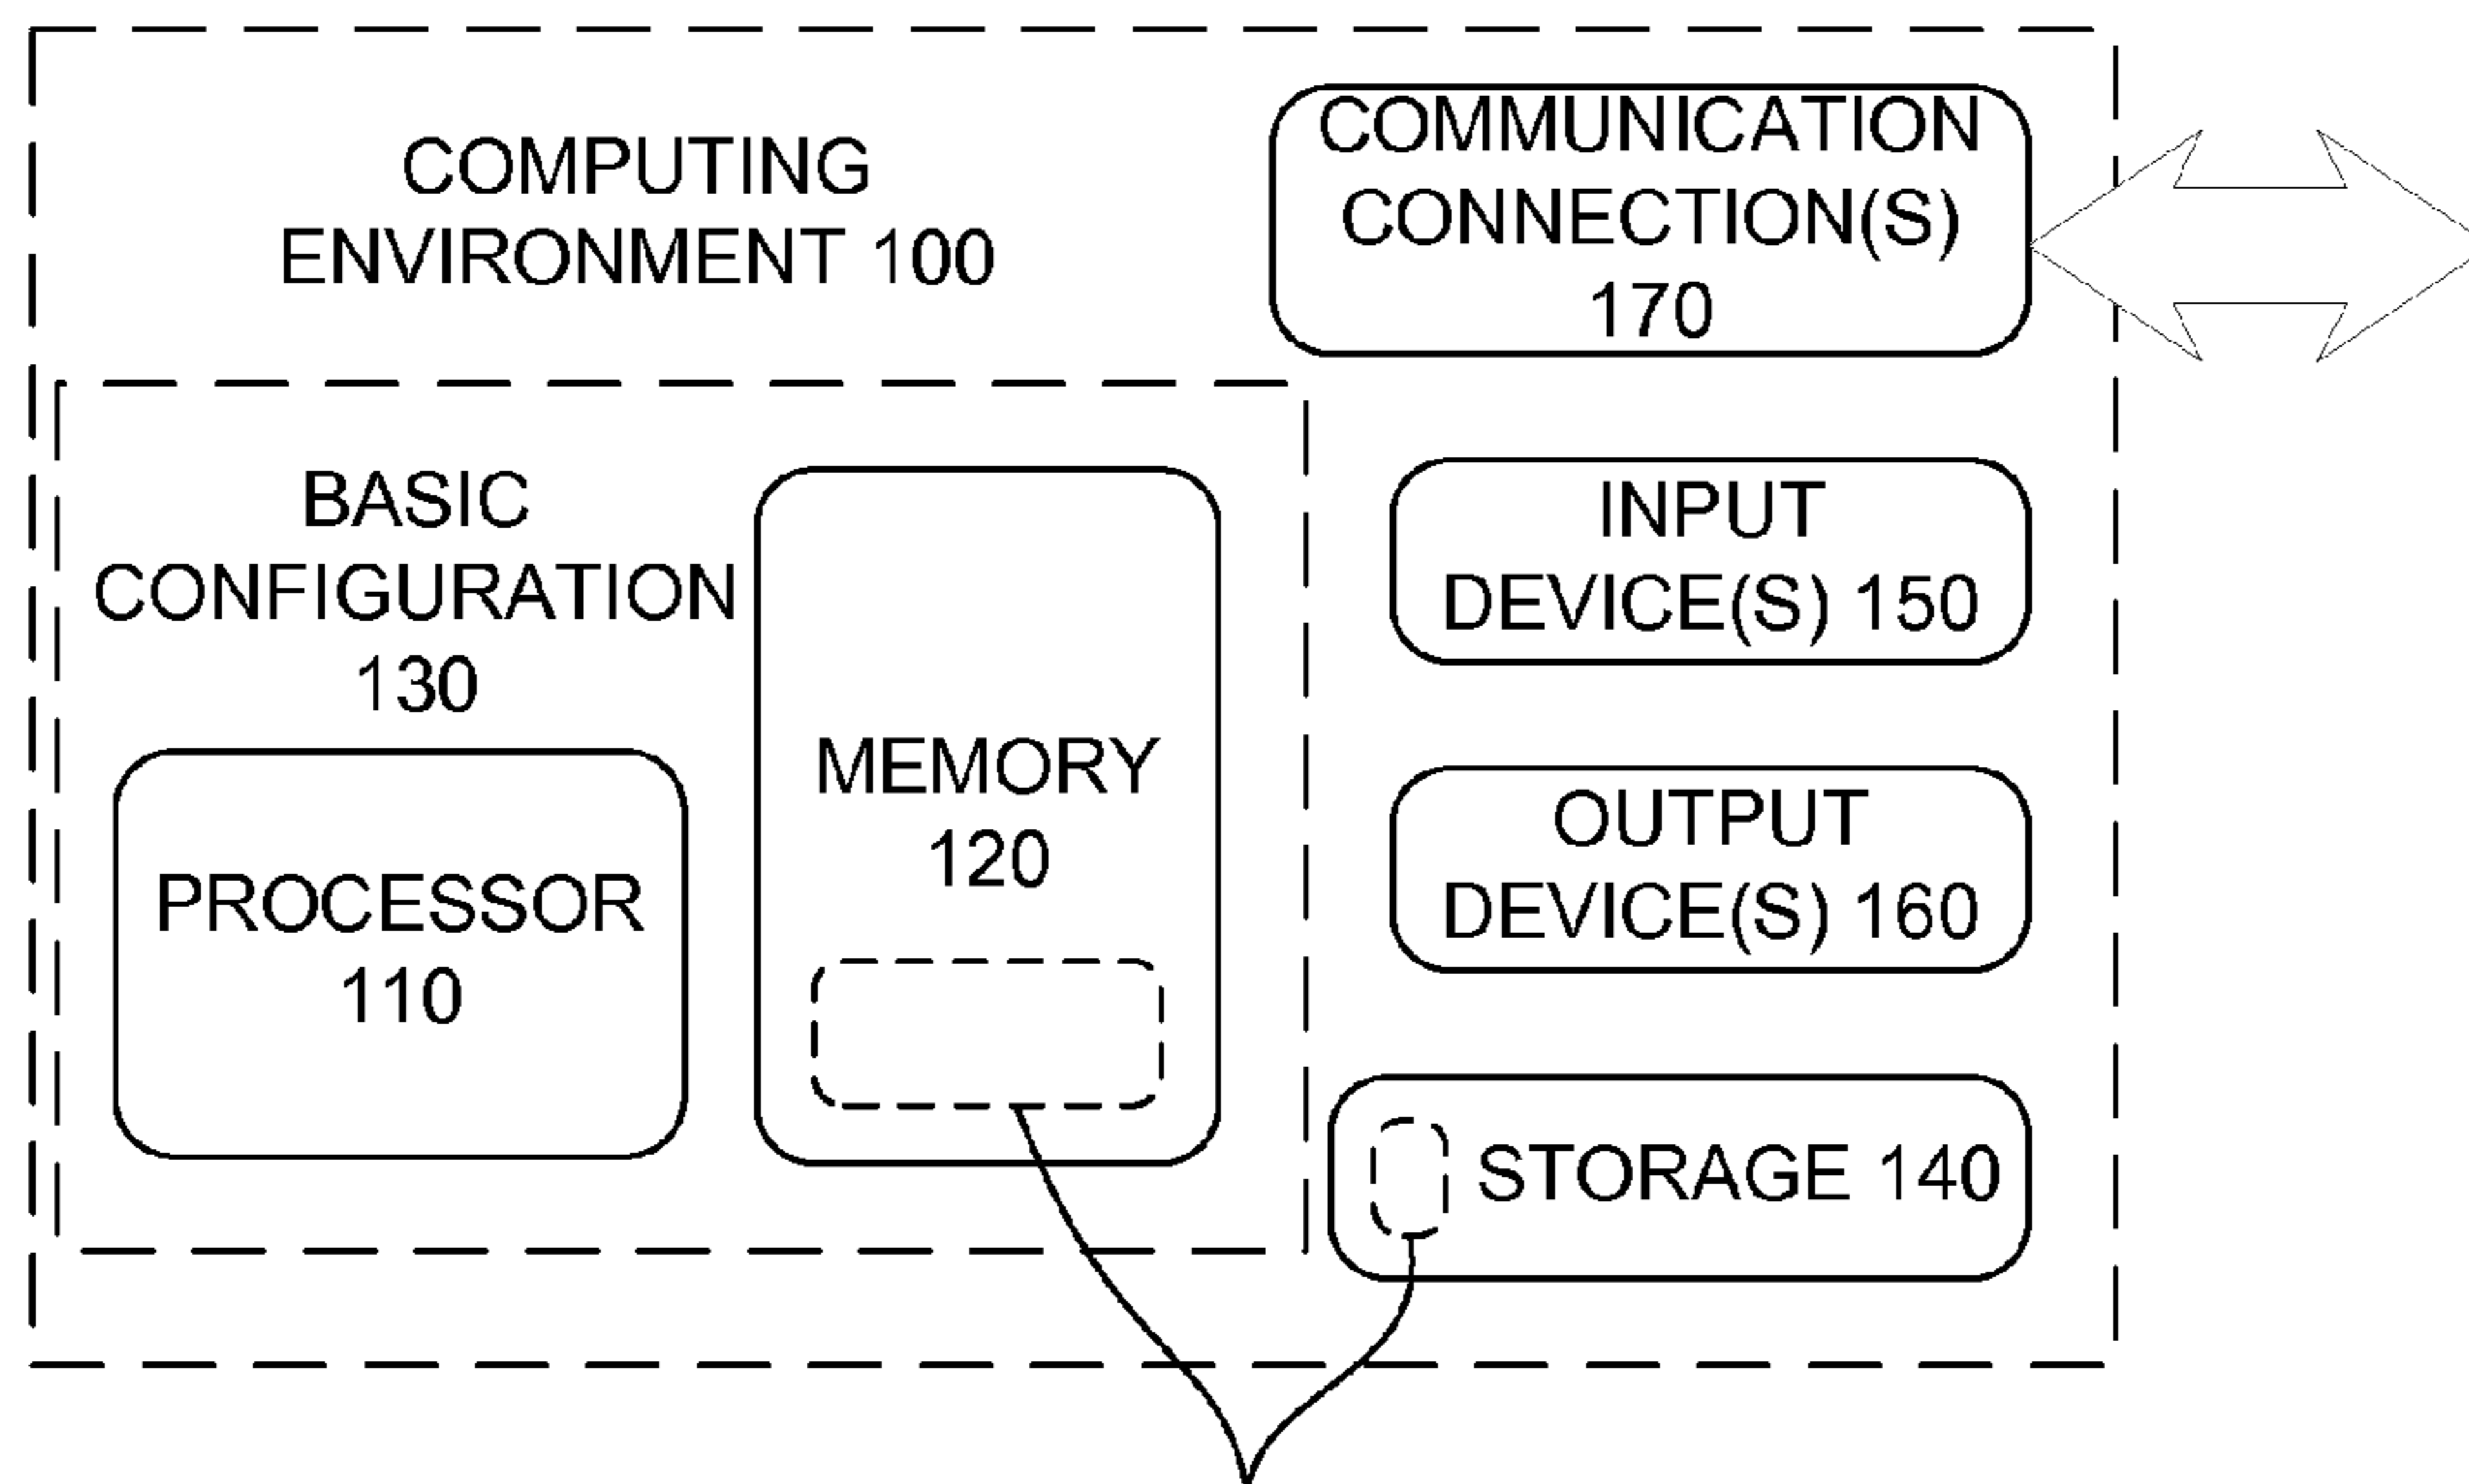 COMPUTING
ENVIRONMENT 100
COMMUNICATION
CONNECTION(S)
170
BASIC
CONFIGURATION
130
PROCESSOR
110
MEMORY
120
INPUT
DEVICE(S) 150
OUTPUT
DEVICE(S) 160
STORAGE 140